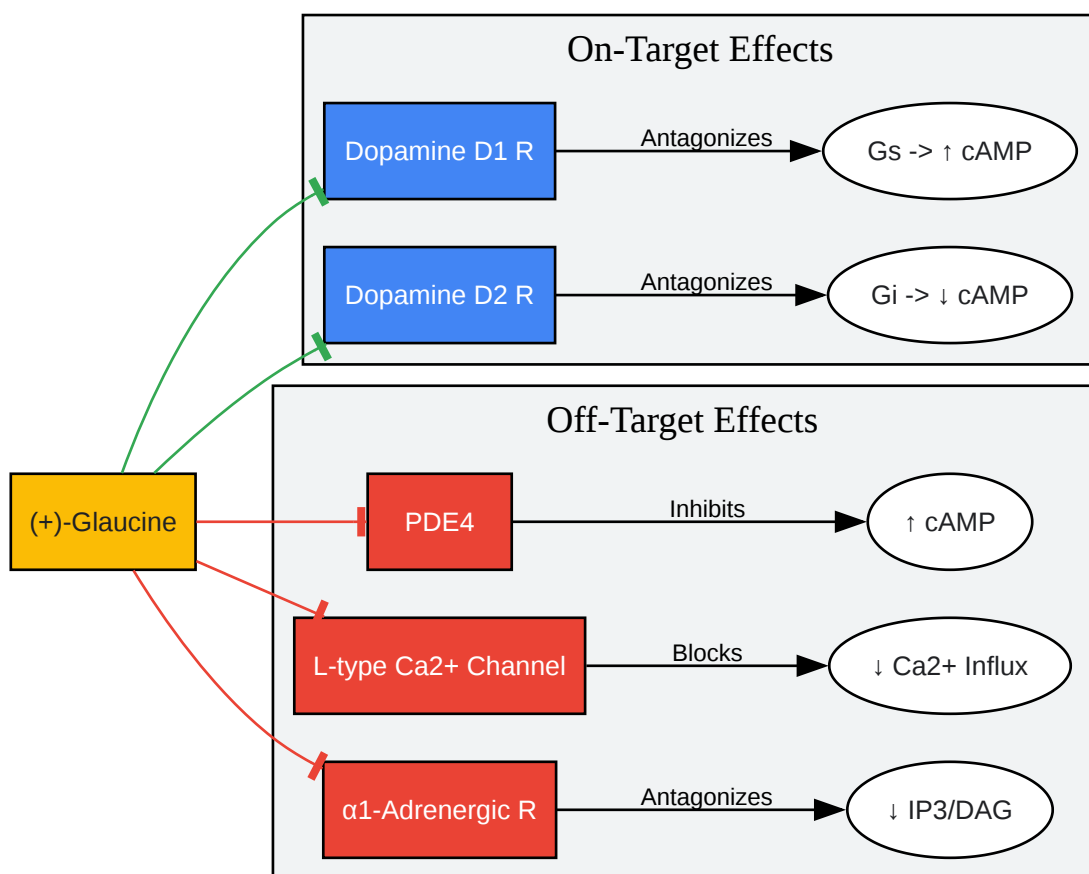 On-Target Effects
Dopamine D1 R
Antagonizes
Gs -> ↑ cAMP
Dopamine D2 R
Antagonizes
Gi -> ↓ cAMP
Off-Target Effects
(+)-Glaucine
PDE4
Inhibits
↑ cAMP
L-type Ca2+ Channel
Blocks
↓ Ca2+ Influx
α1-Adrenergic R
Antagonizes
↓ IP3/DAG